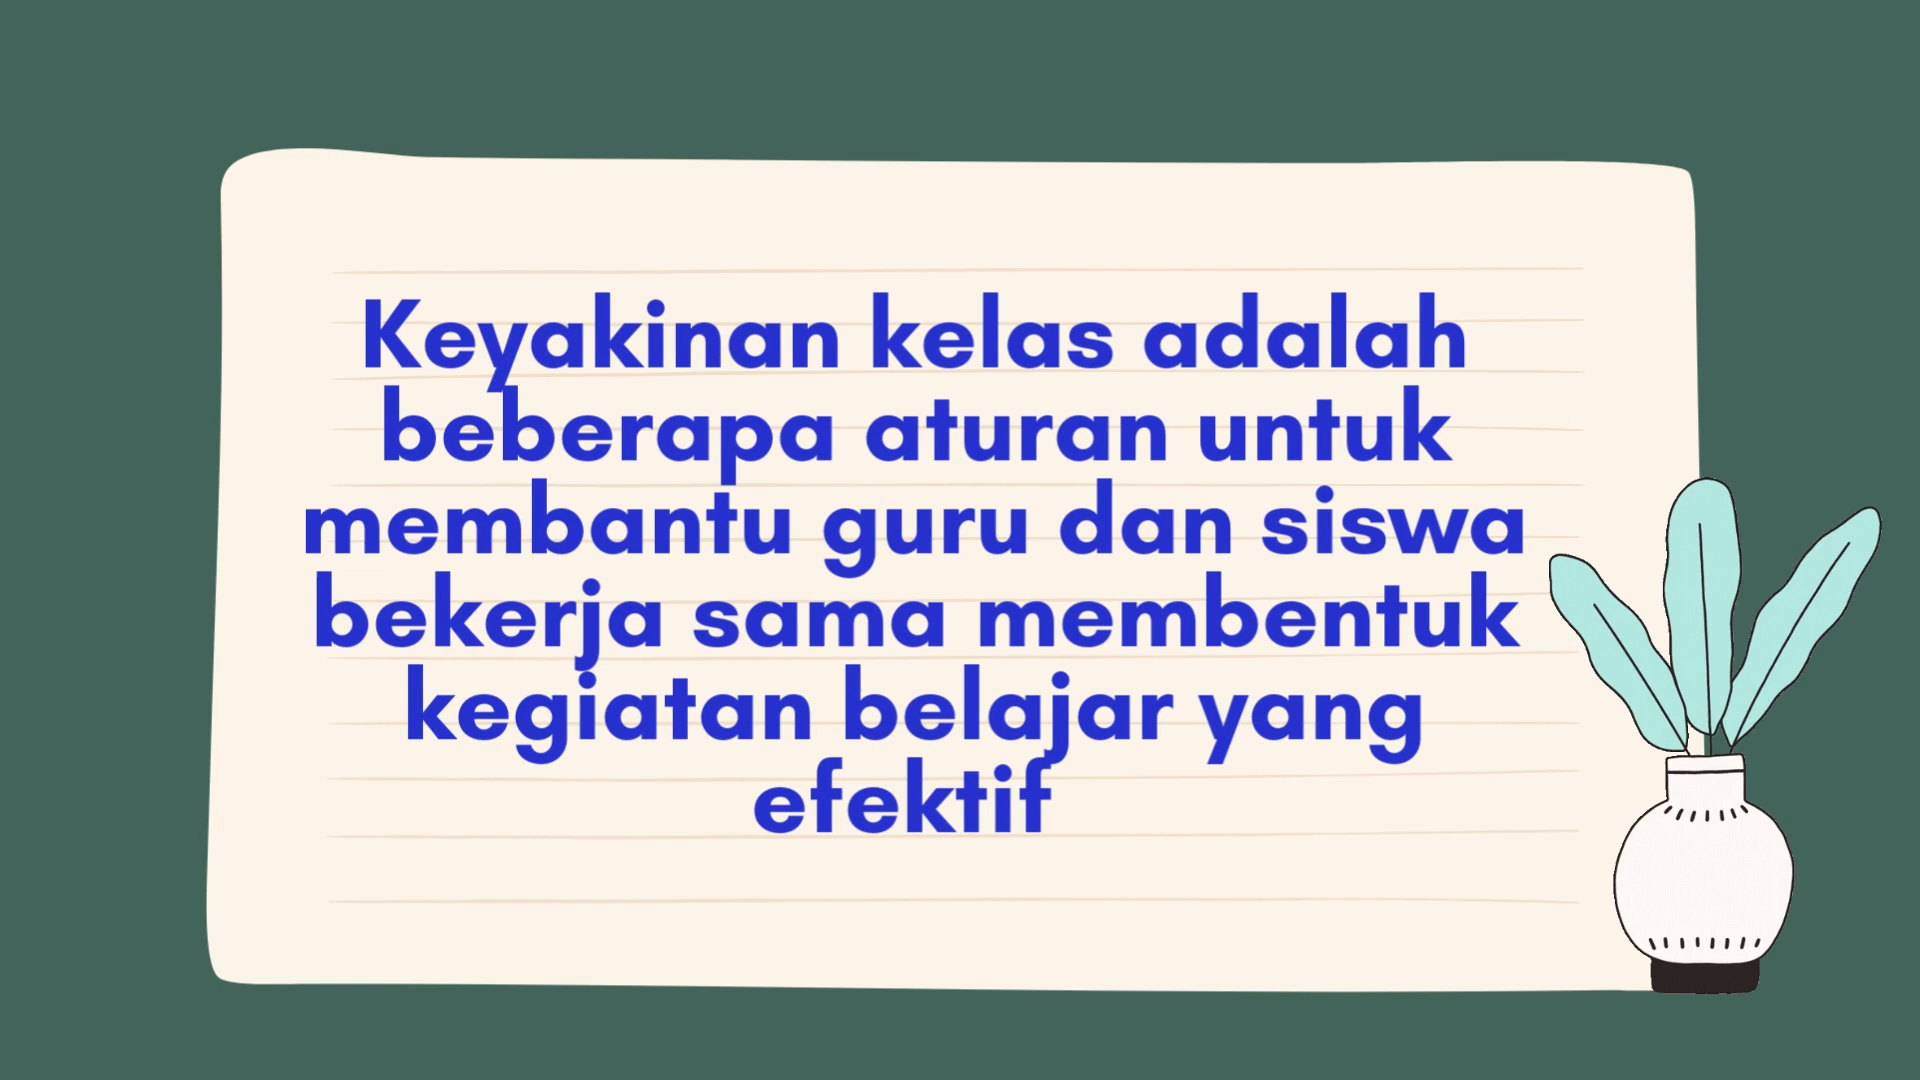 Keyakinan kelas adalah
beberapa aturan untuk
membantu guru dan siswa
bekerja sama membentuk
kegiatan belajar yang
efektif